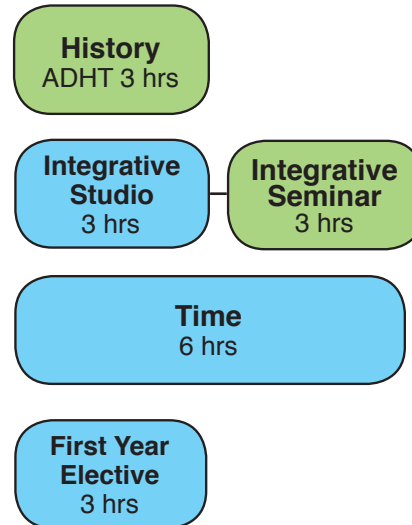 History
ADHT 3 hrs
Integrative
Studio
3 hrs
Integrative
Seminar
3 hrs
Time
6 hrs
First Year
Elective
3 hrs